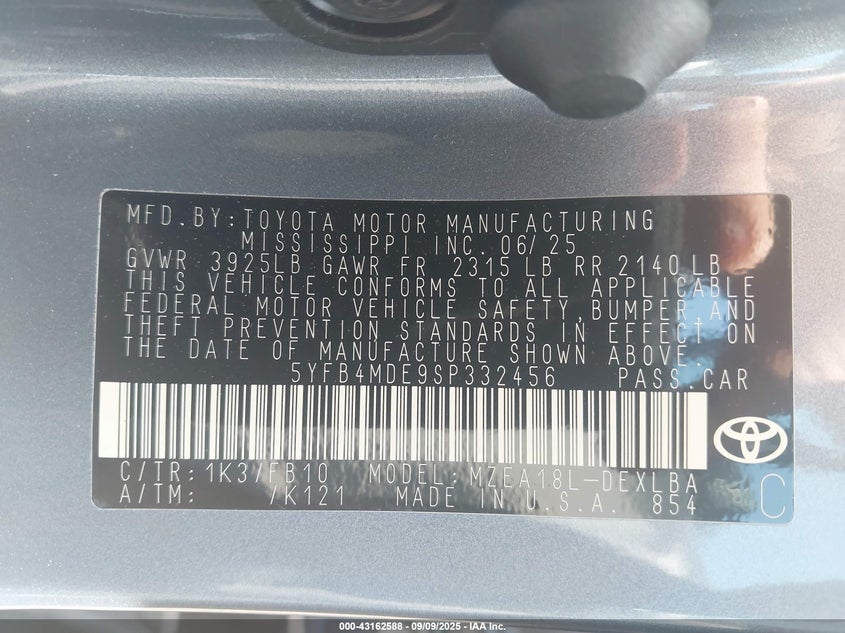 MFD.BY:TOYOTA MOTOR MANUFACTURING
MISSISSIPPI INC. 06/25
GVWR 3925LB GAWR FR 2315 LB RR 2140 LB
THIS VEHICLE CONFORMS TO ALL APPLICABLE
FEDERAL MOTOR VEHICLE SAFETY,BUMPER,AND
THEFT PREVENTION STANDARDS IN EFFECT ON
THE DATE OF MANUFACTURE SHOWN ABOVE.
5YFB4MDE9SP332456 PASS.CAR
C/TR:1K3/FB10 MODEL:MZEA18L-DEXLBA
A/TM: /K121 MADE IN U.S.A. 854
C
000-43162588 - 09/09/2025 - IAA Inc.